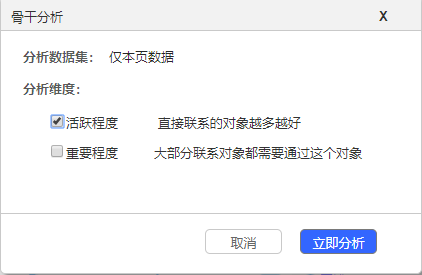 骨干分析 X
分析数据集： 仅本页数据
分析维度：
活跃程度 直接联系的对象越多越好
重要程度 大部分联系对象都需要通过这个对象
取消 立即分析